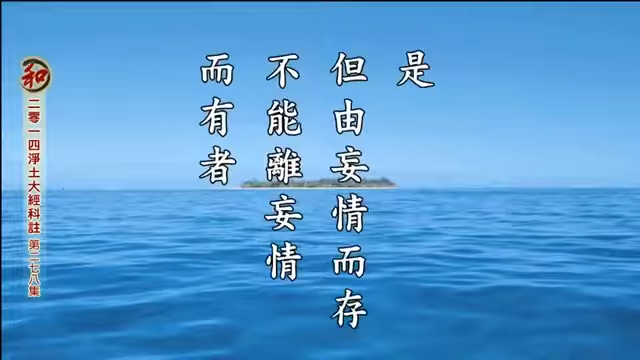 是
但由妄情而存
不能離妄情
而有者
和
二零一四淨土大經科註 第二七八集